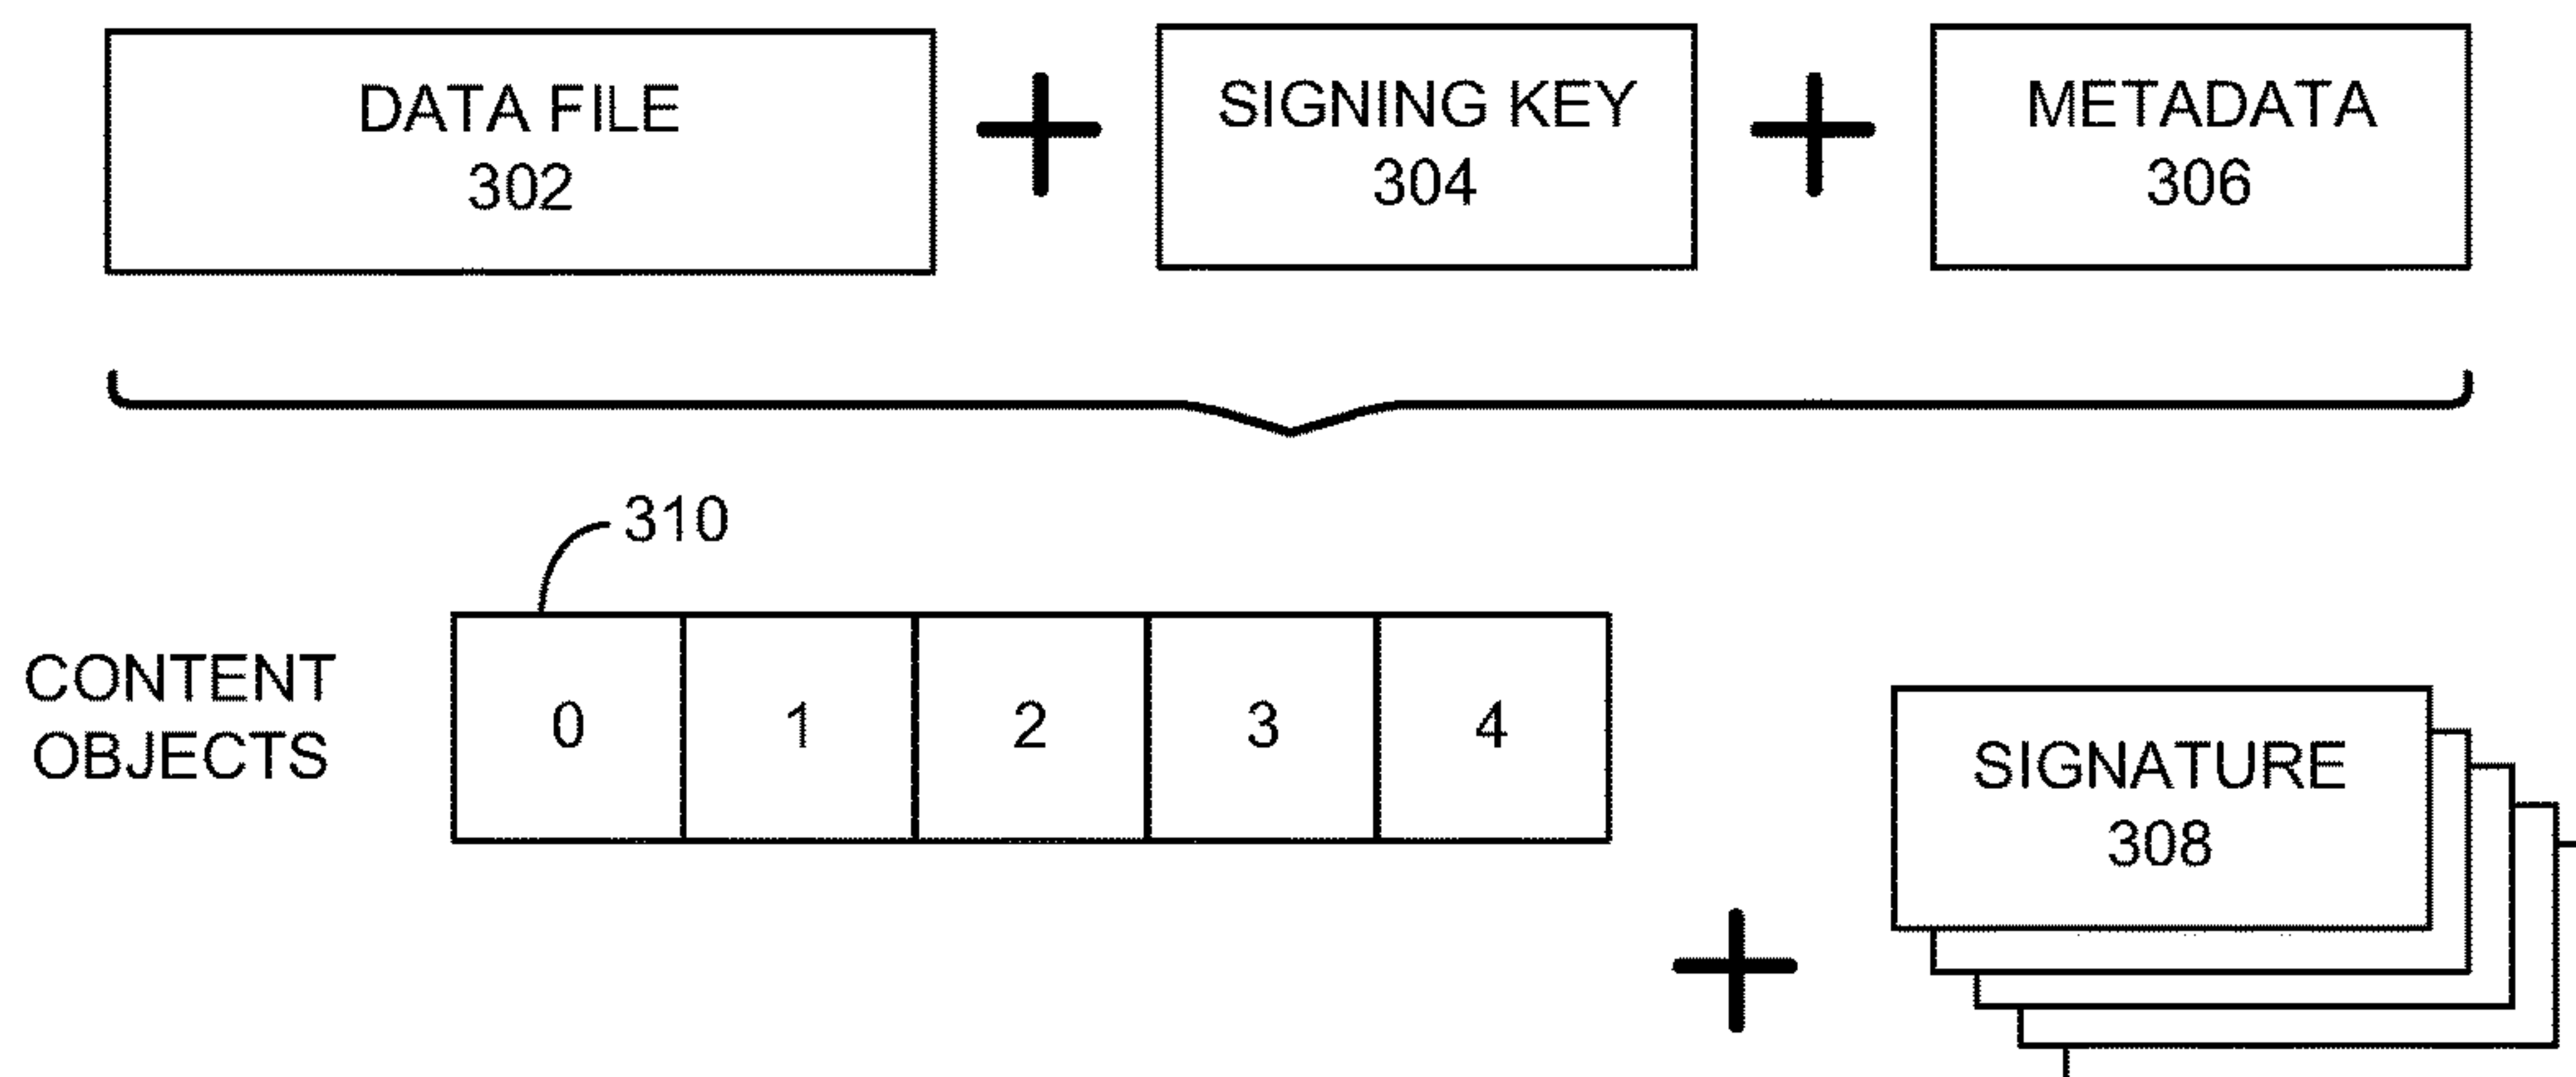 DATA FILE
302
SIGNING KEY
304
METADATA
306
310
CONTENT
OBJECTS
0
1
2
3
4
SIGNATURE
308